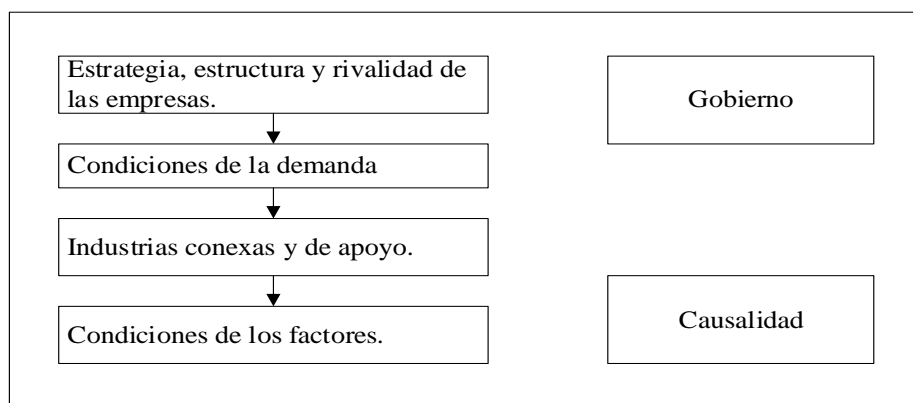 Estrategia, estructura y rivalidad de
las empresas.
Gobierno
Condiciones de la demanda
Industrias conexas y de apoyo.
Condiciones de los factores.
Causalidad